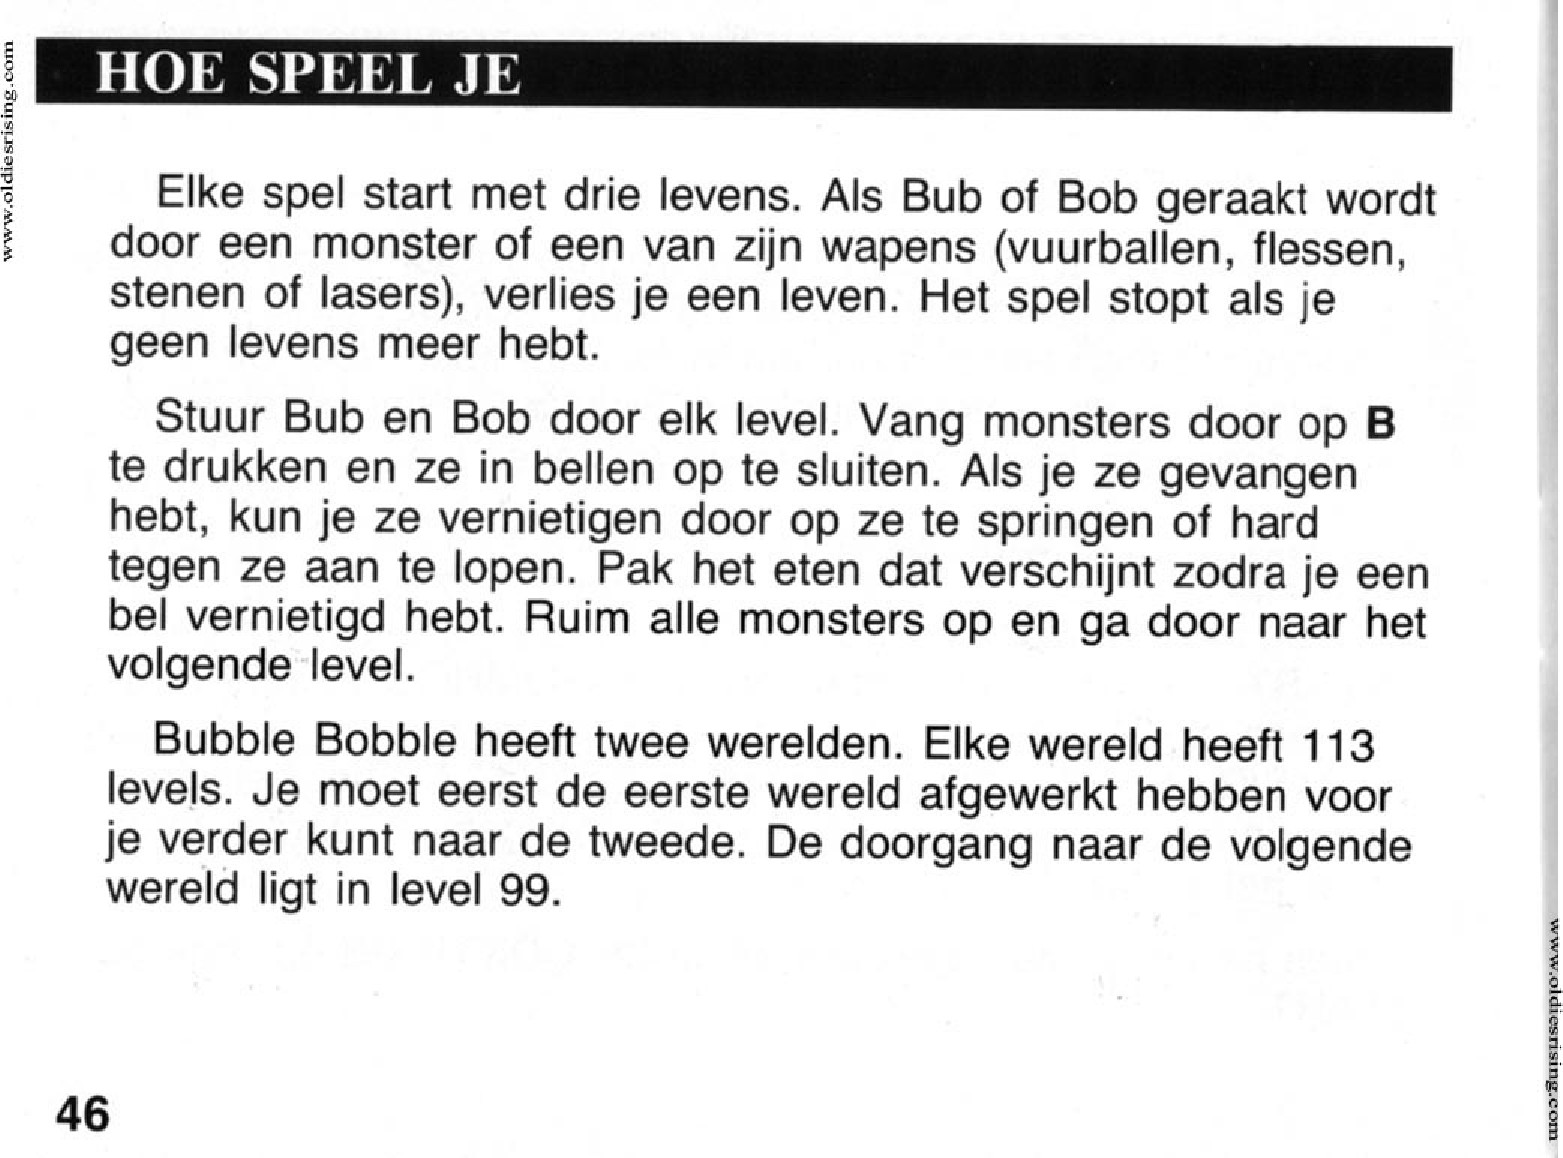 HOE SPEEL JE
Elke spel start met drie levens. Als Bub of Bob geraakt wordt
door een monster of een van zijn wapens (vuurballen, flessen,
stenen of lasers), verlies je een leven. Het spel stopt als je
geen levens meer hebt.
Stuur Bub en Bob door elk level. Vang monsters door op B
te drukken en ze in bellen op te sluiten. Als je ze gevangen
hebt, kun je ze vernietigen door op ze te springen of hard
tegen ze aan te lopen. Pak het eten dat verschijnt zodra je een
bel vernietigd hebt. Ruim alle monsters op en ga door naar het
volgende level.
Bubble Bobble heeft twee werelden. Elke wereld heeft 113
levels. Je moet eerst de eerste wereld afgewerkt hebben voor
je verder kunt naar de tweede. De doorgang naar de volgende
wereld ligt in level 99.
46
www.oldiesrising.com
www.oldiesrising.com